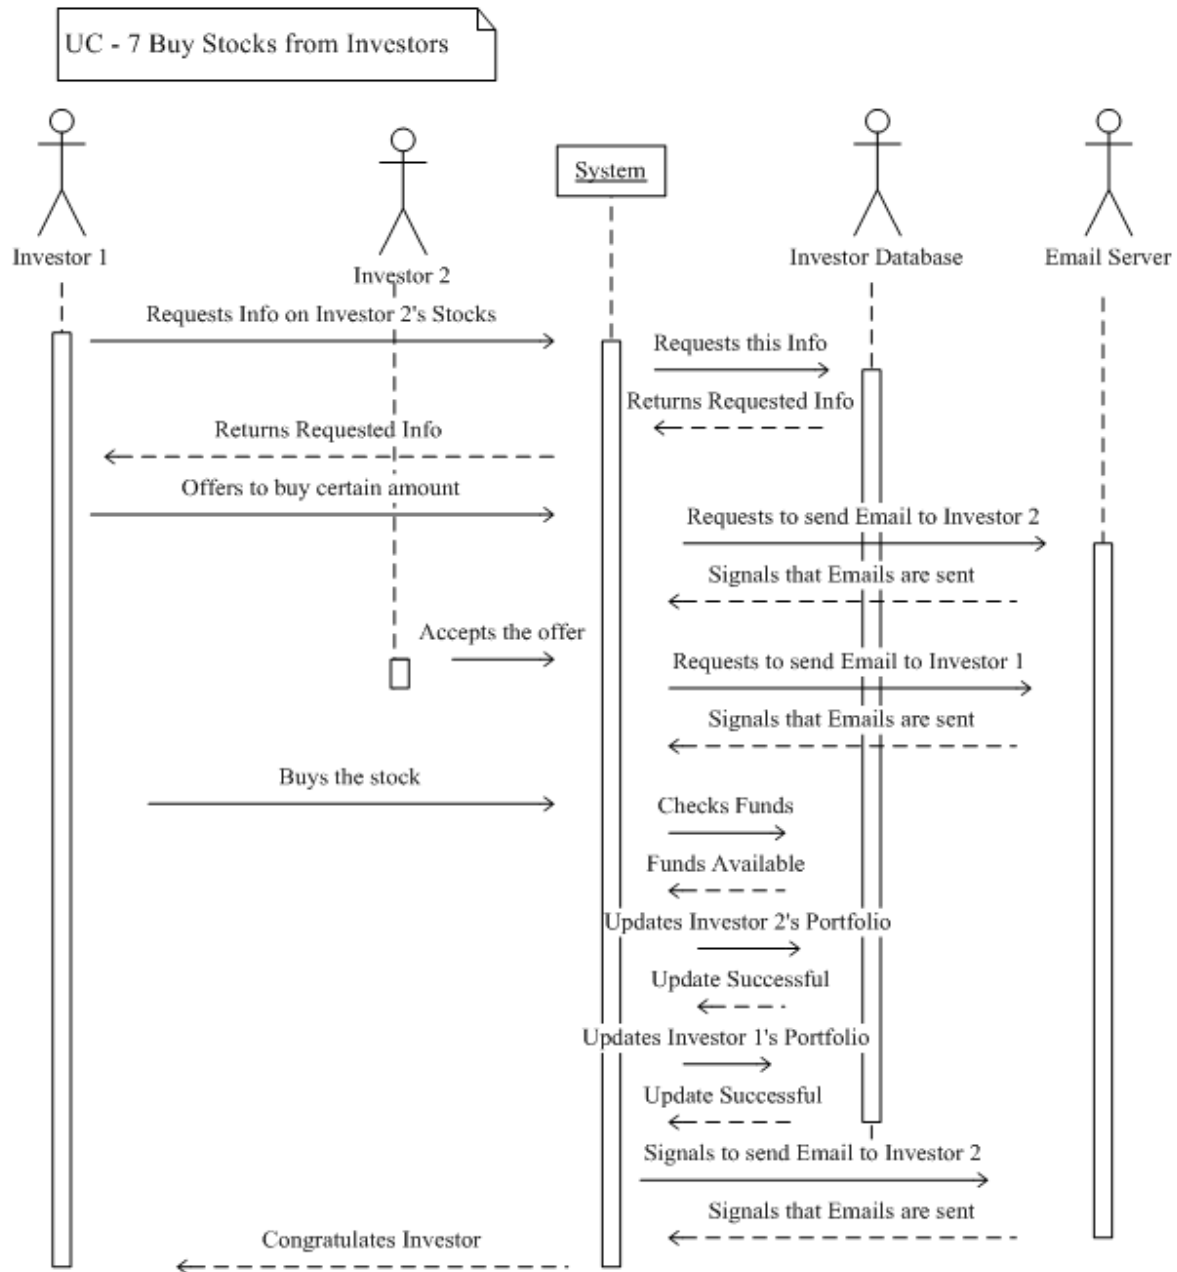 UC - 7 Buy Stocks from Investors
System
Investor 1
Investor 2
Investor Database
Email Server
Requests Info on Investor 2's Stocks
Requests this Info
Returns Requested Info
Returns Requested Info
Offers to buy certain amount
Requests to send Email to Investor 2
Signals that Emails are sent
Accepts the offer
Requests to send Email to Investor 1
Signals that Emails are sent
Buys the stock
Checks Funds
Funds Available
Updates Investor 2's Portfolio
Update Successful
Updates Investor 1's Portfolio
Update Successful
Signals to send Email to Investor 2
Signals that Emails are sent
Congratulates Investor